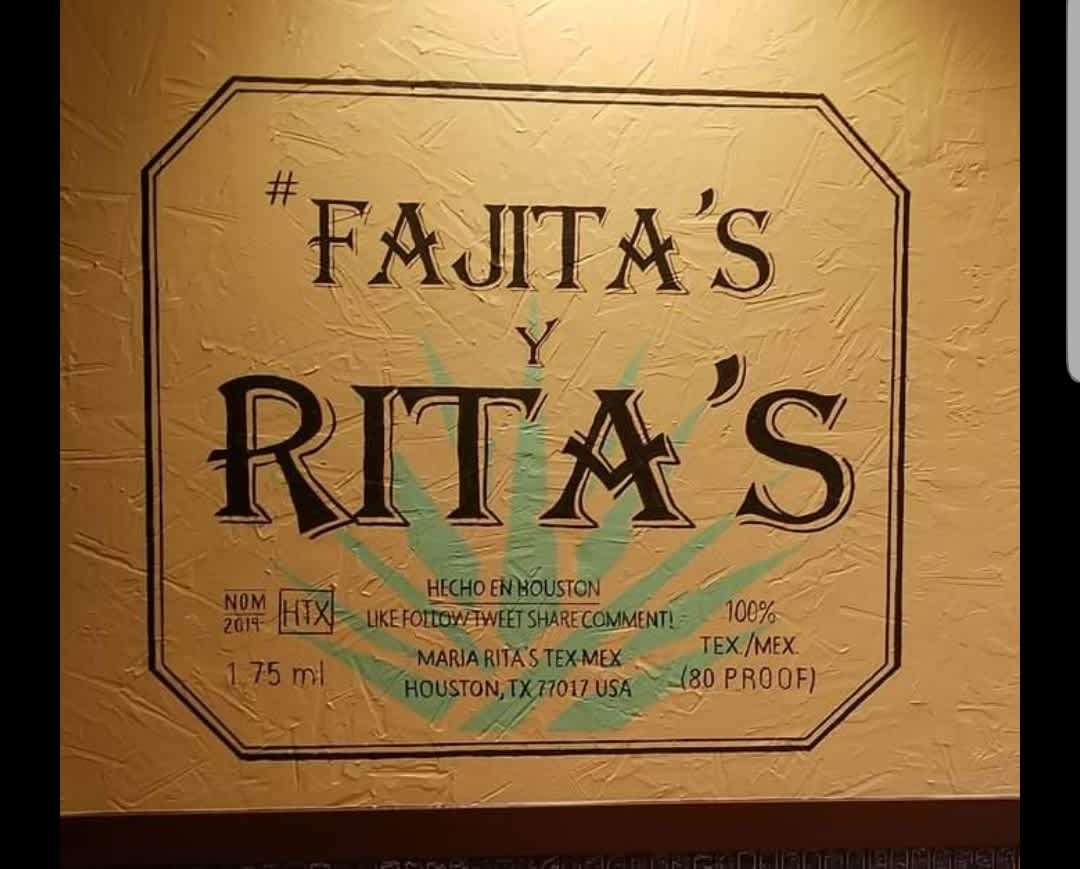 #FAJITA'S
Y
RITA'S
HECHO EN HOUSTON
NOM
2019
HTX
LIKE FOLLOW TWEET SHARE COMMENT!
100%
TEX./MEX.
1.75 ml
MARIA RITA'S TEX-MEX
(80 PROOF)
HOUSTON, TX 77017 USA